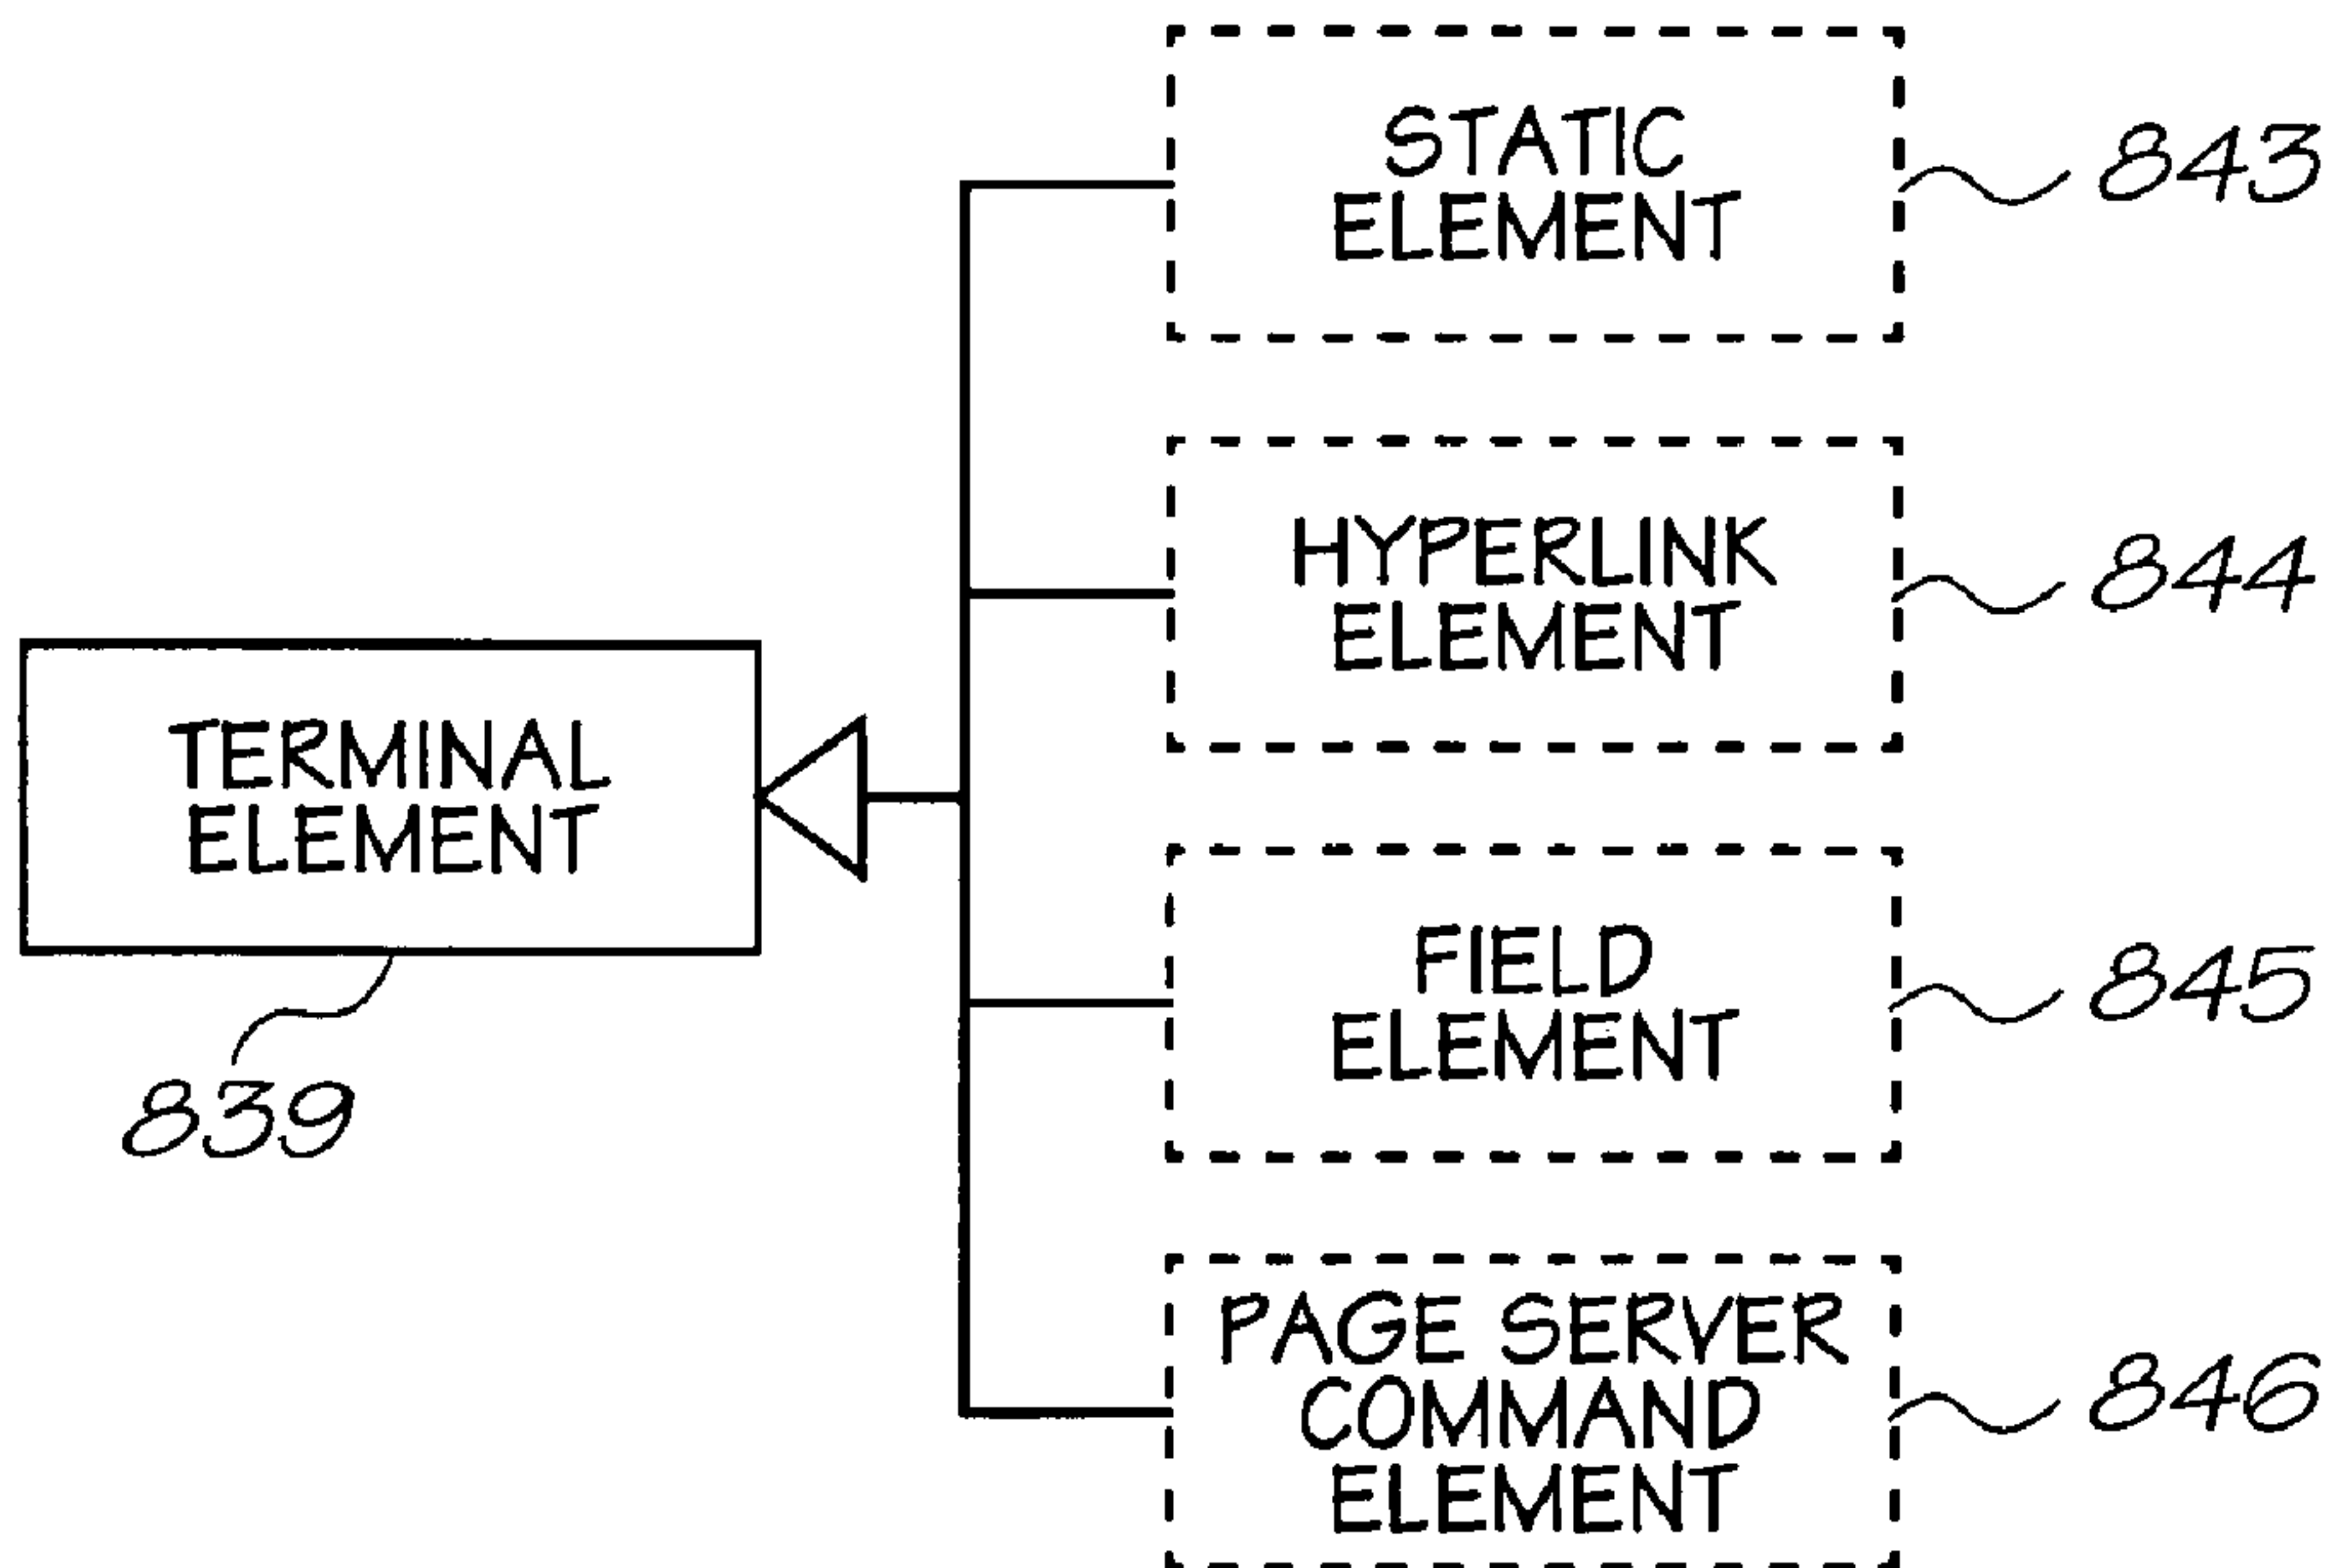 STATIC
ELEMENT
843
HYPERLINK
ELEMENT
844
TERMINAL
ELEMENT
839
FIELD
ELEMENT
845
PAGE SERVER
COMMAND
ELEMENT
846